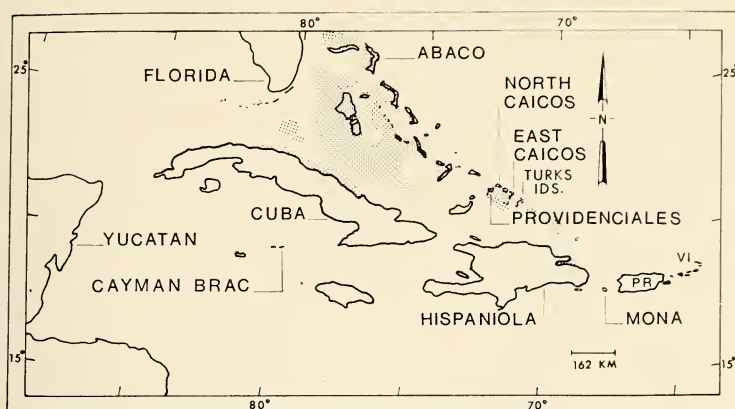 80°
70°
25°
25°
ABACO
FLORIDA
NORTH
CAICOS
-N-
EAST
CAICOS
TURKS
IDS.
CUBA
PROVIDENCIALES
YUCATAN
VI
PR
CAYMAN BRAC
HISPANIOLA
MONA
15°
15°
162 KM
80°
70°